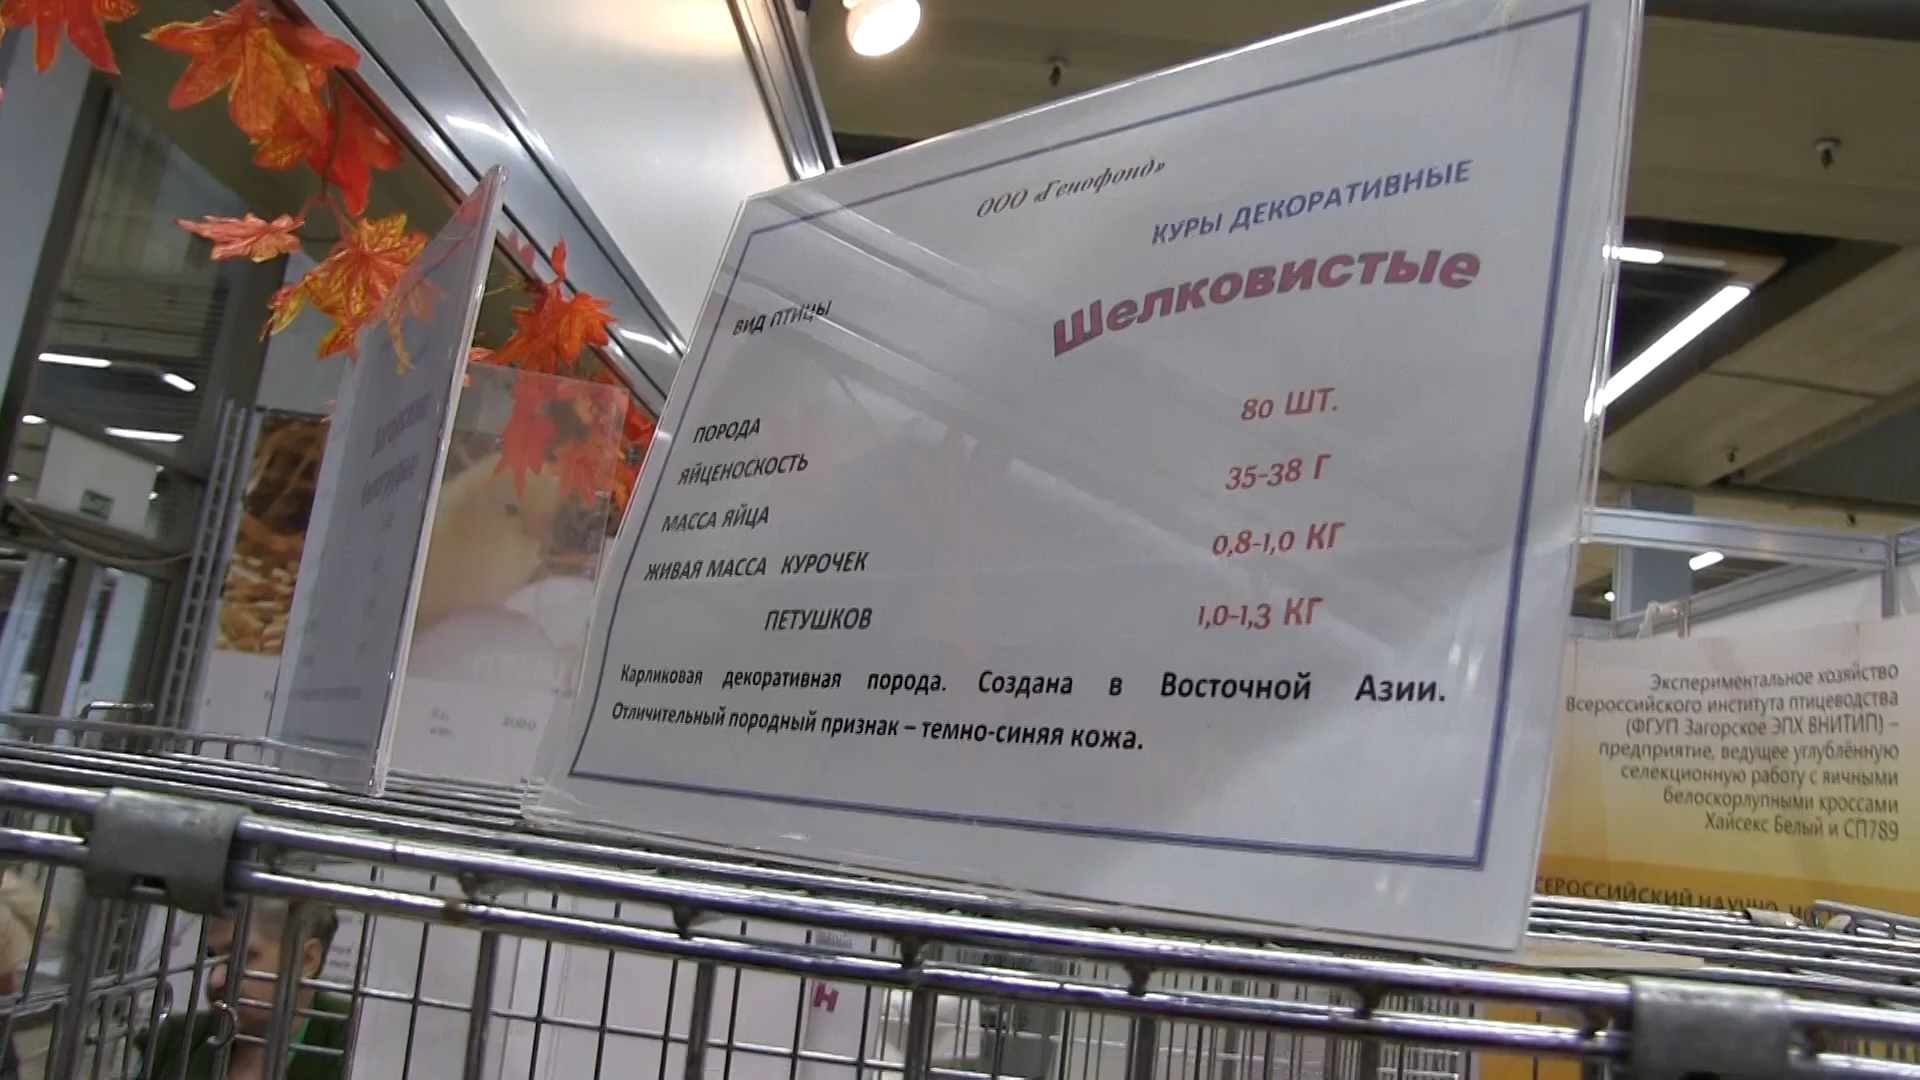 ООО «Генофонд»
ВИД ПТИЦЫ
КУРЫ ДЕКОРАТИВНЫЕ
ПОРОДА
Шелковистые
ЯЙЦЕНОСКОСТЬ
80 ШТ.
МАССА ЯЙЦА
35-38 Г
ЖИВАЯ МАССА КУРОЧЕК
0,8-1,0 КГ
ПЕТУШКОВ
1,0-1,3 КГ
Карликовая декоративная порода. Создана в Восточной Азии.
Отличительный породный признак – темно-синяя кожа.
Экспериментальное хозяйство
Всероссийского института птицеводства
(ФГУП Загорское ЭПХ ВНИТИП) –
предприятие, ведущее углублённую
селекционную работу с яичными
белоскорлупными кроссами
Хайсекс Белый и СП789